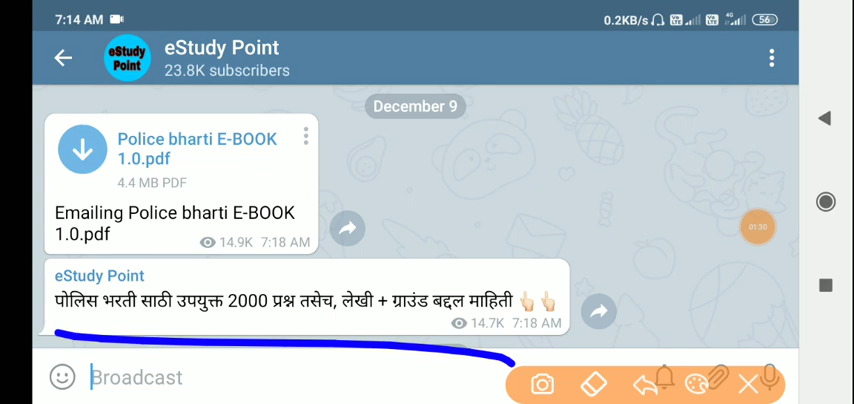 7:14 AM
0.2KB/s
4G
56
eStudy Point
eStudy Point
23.8K subscribers
December 9
Police bharti E-BOOK
1.0.pdf
4.4 MB PDF
Emailing Police bharti E-BOOK
1.0.pdf
14.9K 7:18 AM
01:30
eStudy Point
पोलिस भरती साठी उपयुक्त 2000 प्रश्न तसेच, लेखी + ग्राउंड बद्दल माहिती 👆🏻👆🏻
14.7K 7:18 AM
Broadcast